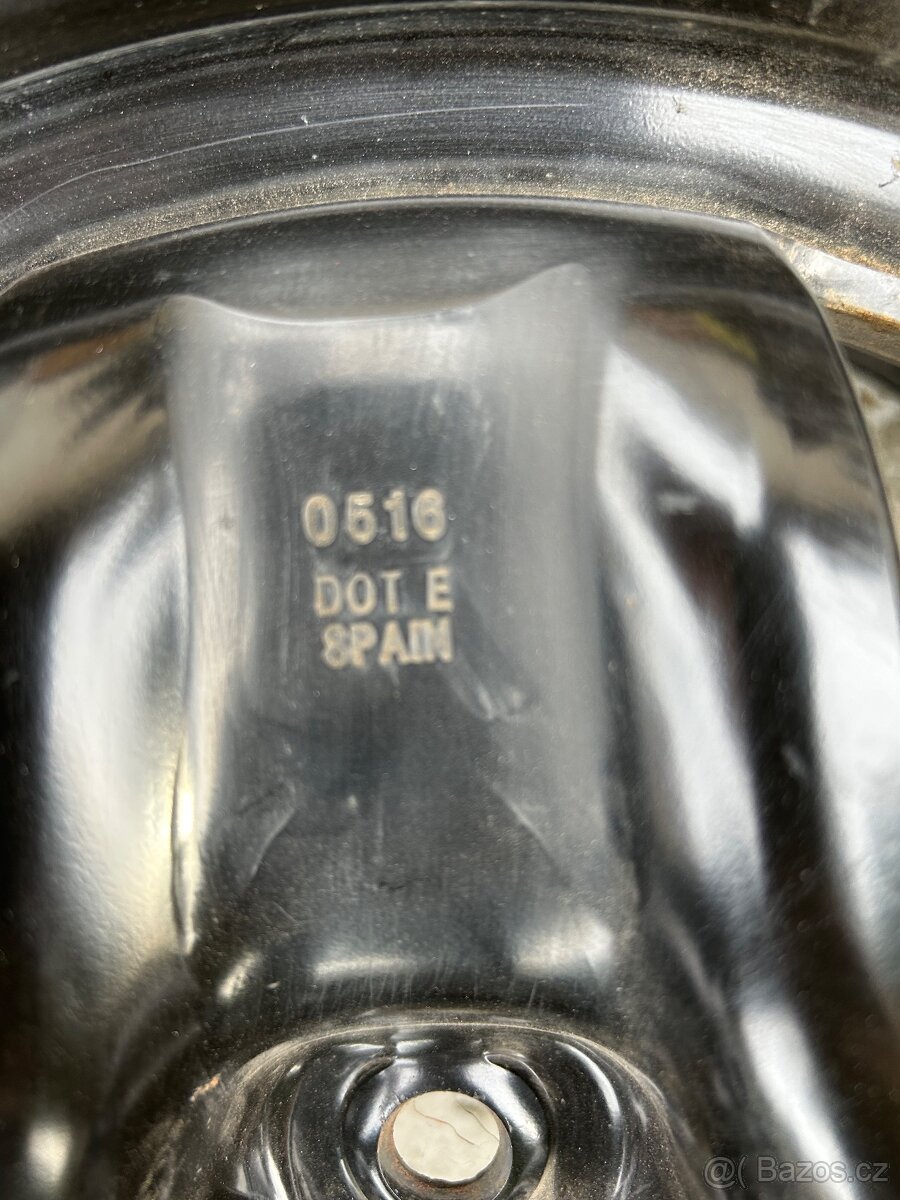 0516
DOT E
SPAIN
@( Bazos.cz